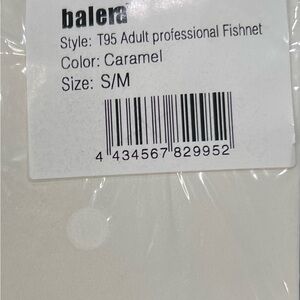 balera
Style: T95 Adult professional Fishnet
Color: Caramel
Size: S/M
4 434567 829952